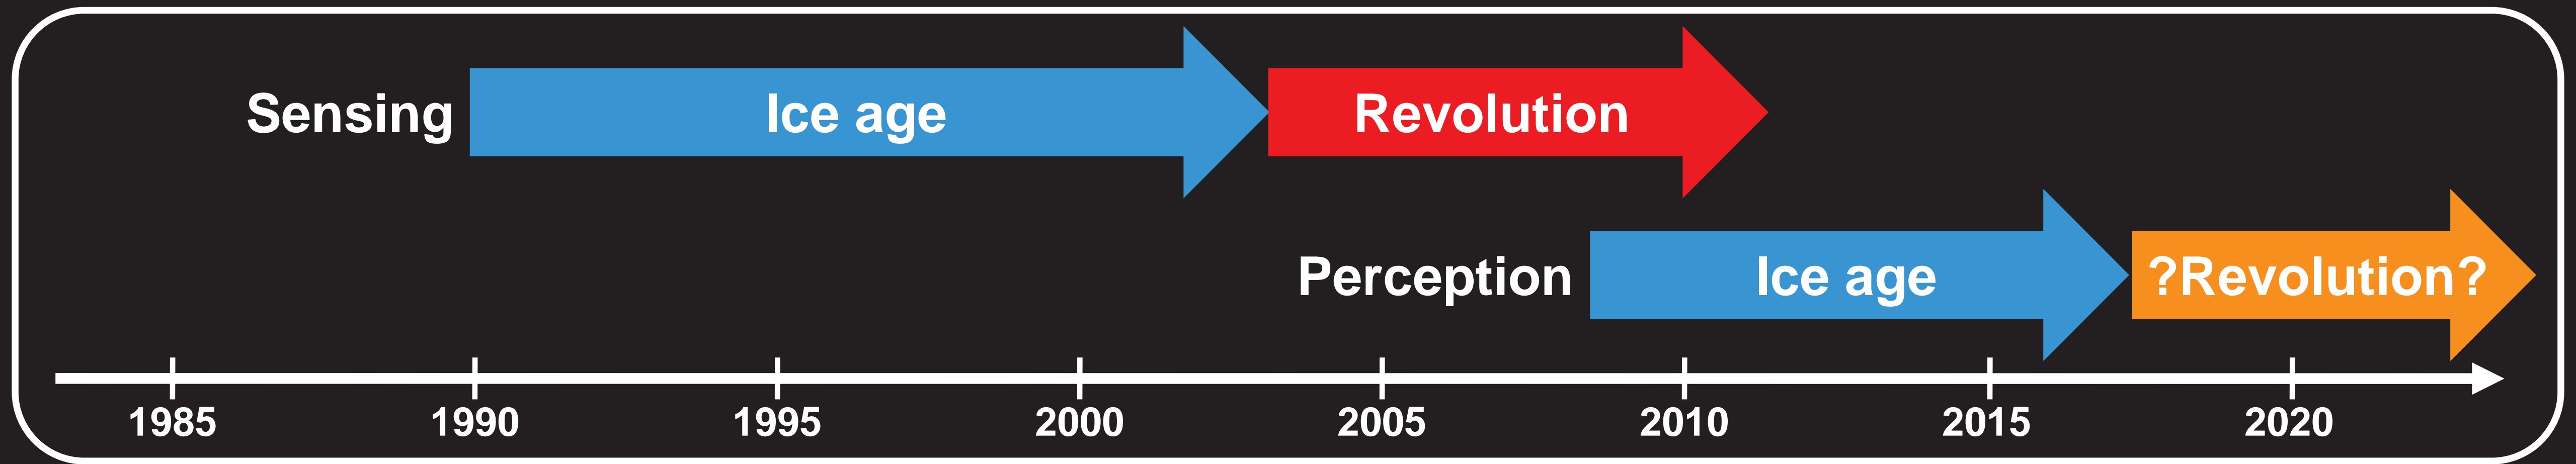 Sensing Ice age Revolution
Perception Ice age ?Revolution?
1985 1990 1995 2000 2005 2010 2015 2020